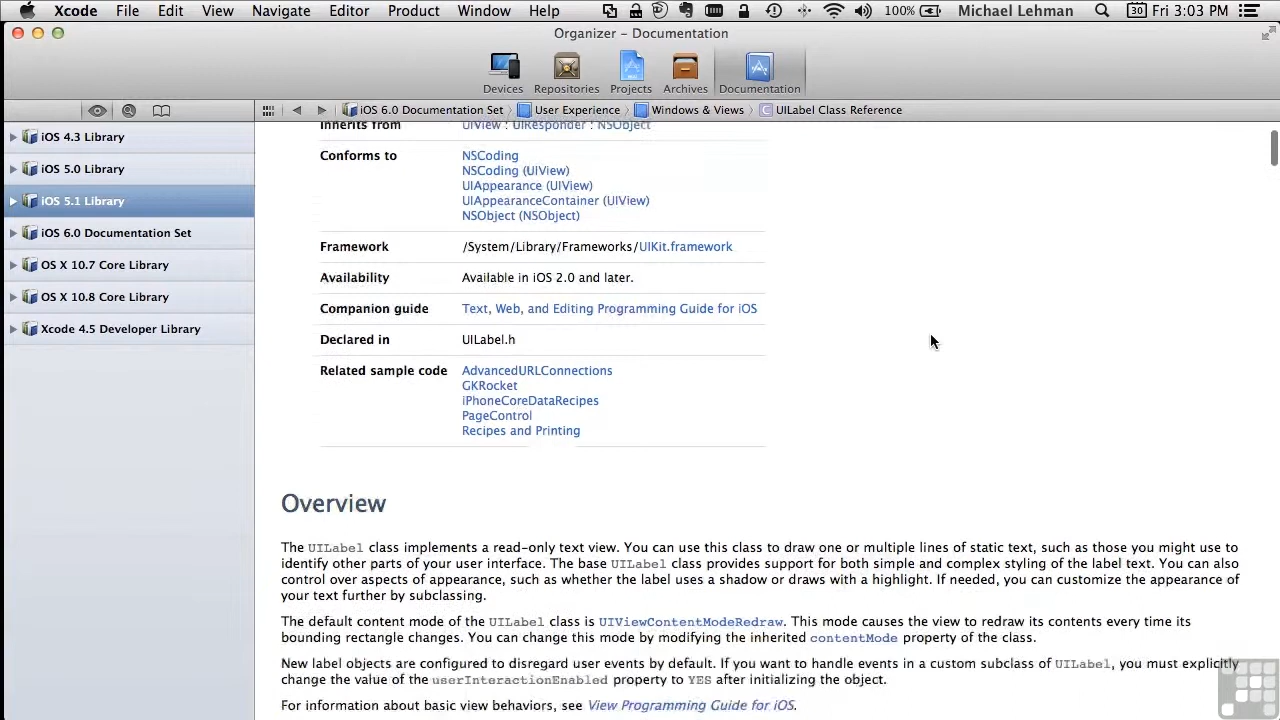 Xcode File Edit View Navigate Editor Product Window Help 100% Michael Lehman 30 Fri 3:03 PM
Organizer – Documentation
Devices Repositories Projects Archives Documentation
iOS 6.0 Documentation Set User Experience Windows & Views C UILabel Class Reference
iOS 4.3 Library
iOS 5.0 Library
iOS 5.1 Library
iOS 6.0 Documentation Set
OS X 10.7 Core Library
OS X 10.8 Core Library
Xcode 4.5 Developer Library
Inherits from UIView : UIResponder : NSObject
Conforms to NSCoding
NSCoding (UIView)
UIAppearance (UIView)
UIAppearanceContainer (UIView)
NSObject (NSObject)
Framework /System/Library/Frameworks/UIKit.framework
Availability Available in iOS 2.0 and later.
Companion guide Text, Web, and Editing Programming Guide for iOS
Declared in UILabel.h
Related sample code AdvancedURLConnections
GKRocket
iPhoneCoreDataRecipes
PageControl
Recipes and Printing
Overview
The UILabel class implements a read-only text view. You can use this class to draw one or multiple lines of static text, such as those you might use to
identify other parts of your user interface. The base UILabel class provides support for both simple and complex styling of the label text. You can also
control over aspects of appearance, such as whether the label uses a shadow or draws with a highlight. If needed, you can customize the appearance of
your text further by subclassing.
The default content mode of the UILabel class is UIViewContentModeRedraw. This mode causes the view to redraw its contents every time its
bounding rectangle changes. You can change this mode by modifying the inherited contentMode property of the class.
New label objects are configured to disregard user events by default. If you want to handle events in a custom subclass of UILabel, you must explicitly
change the value of the userInteractionEnabled property to YES after initializing the object.
For information about basic view behaviors, see View Programming Guide for iOS.